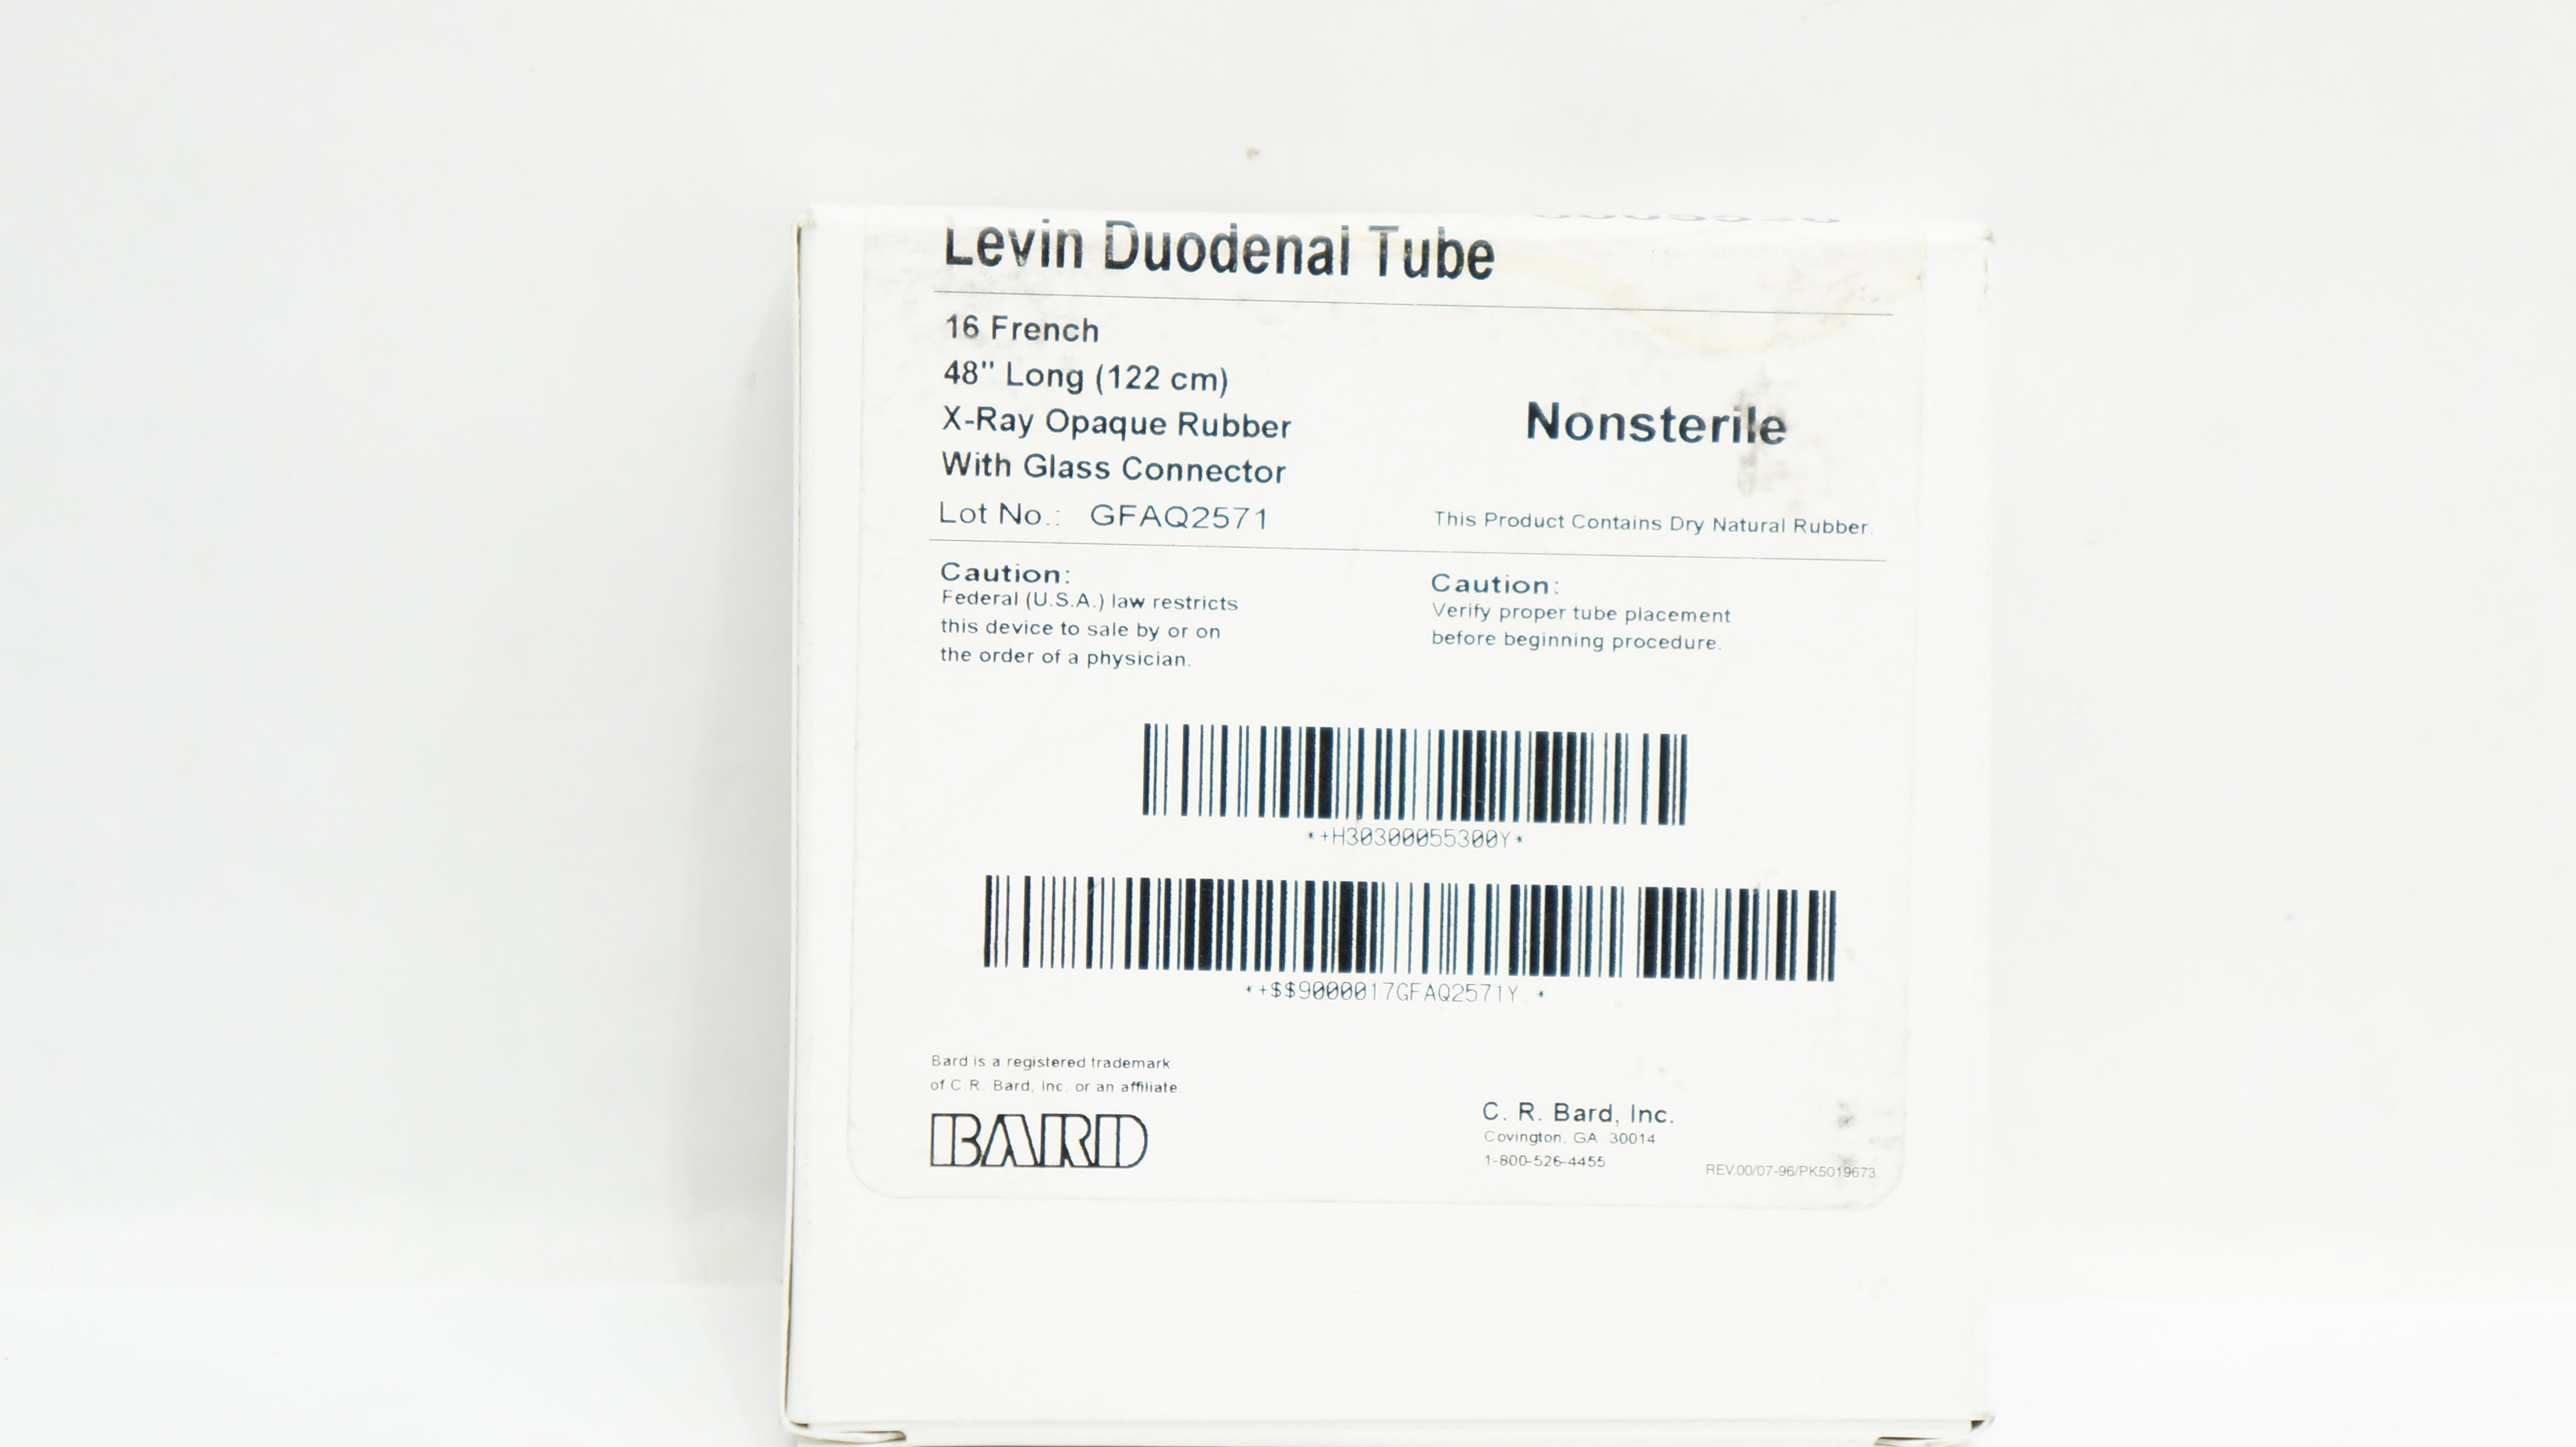 Levin Duodenal Tube
16 French
48" Long (122 cm)
X-Ray Opaque Rubber
With Glass Connector
Nonsterile
Lot No.: GFAQ2571
This Product Contains Dry Natural Rubber.
Caution:
Federal (U.S.A.) law restricts
this device to sale by or on
the order of a physician.
Caution:
Verify proper tube placement
before beginning procedure.
*+H30300055300Y*
*+$$9000017GFAQ2571Y. *
Bard is a registered trademark
of C.R. Bard, Inc. or an affiliate.
BARD
C. R. Bard, Inc.
Covington, GA 30014
1-800-526-4455
REV.00/07-96/PK5019673